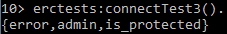 10> erctests:connectTest3().
{error,admin,is_protected}